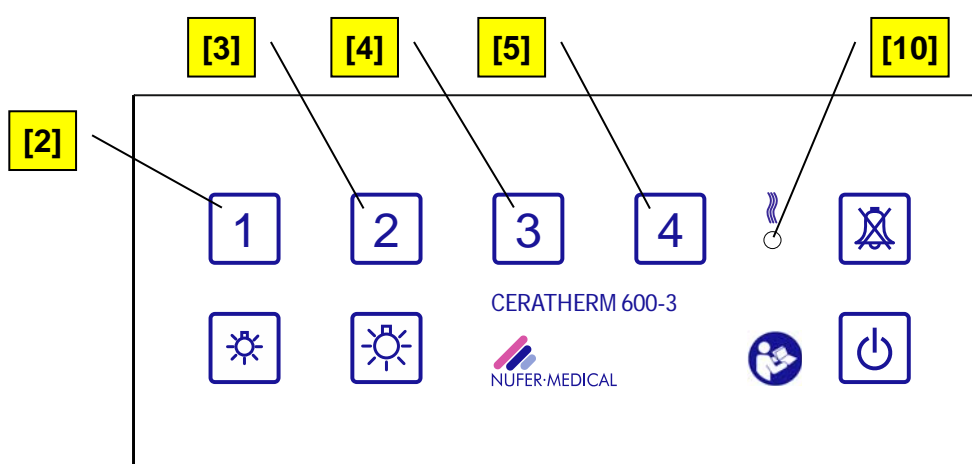 [3] [4] [5] [10]
[2]
1 2 3 4
CERATHERM 600-3
NUFER·MEDICAL